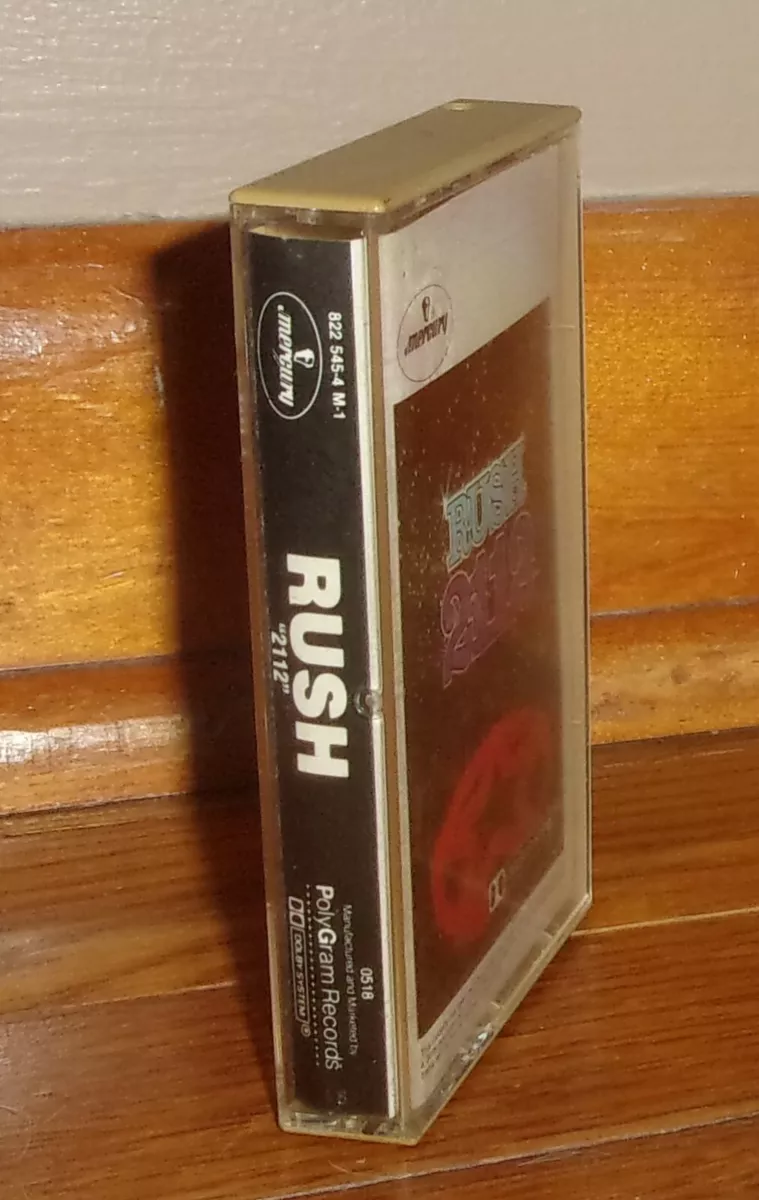 822 545-4 M-1
mercury
RUSH
"2112"
0518
Manufactured and Marketed by
PolyGram Records
DOLBY SYSTEM
mercury
RUSH
2112